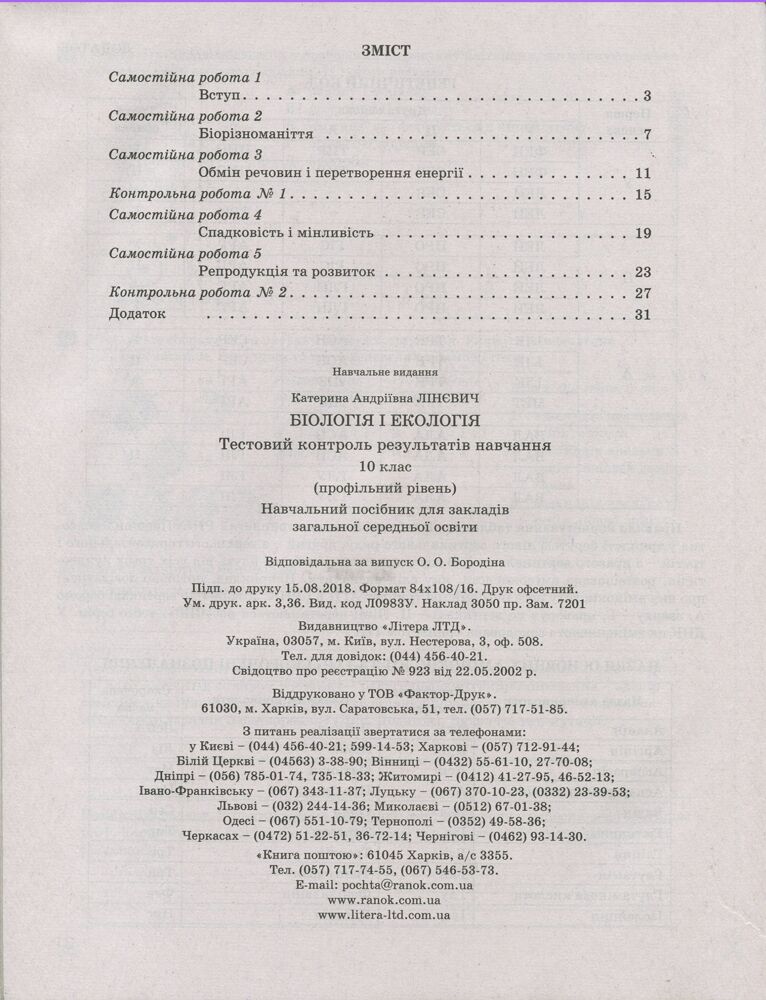 ЗМІСТ
Самостійна робота 1
Вступ. . . . . . . . . . . . . . . . . . . . . . . . . . . . . . . . . 3
Самостійна робота 2
Біорізноманіття . . . . . . . . . . . . . . . . . . . . . . . . . . 7
Самостійна робота 3
Обмін речовин і перетворення енергії . . . . . . . . . . . . . 11
Контрольна робота № 1 . . . . . . . . . . . . . . . . . . . . . . . . . 15
Самостійна робота 4
Спадковість і мінливість . . . . . . . . . . . . . . . . . . . . 19
Самостійна робота 5
Репродукція та розвиток . . . . . . . . . . . . . . . . . . . . 23
Контрольна робота № 2 . . . . . . . . . . . . . . . . . . . . . . . . . 27
Додаток . . . . . . . . . . . . . . . . . . . . . . . . . . . . . . . . 31
Навчальне видання
Катерина Андріївна ЛІНЄВИЧ
БІОЛОГІЯ І ЕКОЛОГІЯ
Тестовий контроль результатів навчання
10 клас
(профільний рівень)
Навчальний посібник для закладів
загальної середньої освіти
Відповідальна за випуск О. О. Бородіна
Підп. до друку 15.08.2018. Формат 84x108/16. Друк офсетний.
Ум. друк. арк. 3,36. Вид. код Л0983У. Наклад 3050 пр. Зам. 7201
Видавництво «Літера ЛТД».
Україна, 03057, м. Київ, вул. Нестерова, 3, оф. 508.
Тел. для довідок: (044) 456-40-21.
Свідоцтво про реєстрацію № 923 від 22.05.2002 р.
Віддруковано у ТОВ «Фактор-Друк».
61030, м. Харків, вул. Саратовська, 51, тел. (057) 717-51-85.
З питань реалізації звертатися за телефонами:
у Києві – (044) 456-40-21; 599-14-53; Харкові – (057) 712-91-44;
Білій Церкві – (04563) 3-38-90; Вінниці – (0432) 55-61-10, 27-70-08;
Дніпрі – (056) 785-01-74, 735-18-33; Житомирі – (0412) 41-27-95, 46-52-13;
Івано-Франківську – (067) 343-11-37; Луцьку – (067) 370-10-23, (0332) 23-39-53;
Львові – (032) 244-14-36; Миколаєві – (0512) 67-01-38;
Одесі – (067) 551-10-79; Тернополі – (0352) 49-58-36;
Черкасах – (0472) 51-22-51, 36-72-14; Чернігові – (0462) 93-14-30.
«Книга поштою»: 61045 Харків, а/с 3355.
Тел. (057) 717-74-55, (067) 546-53-73.
E-mail: pochta@ranok.com.ua
www.ranok.com.ua
www.litera-ltd.com.ua